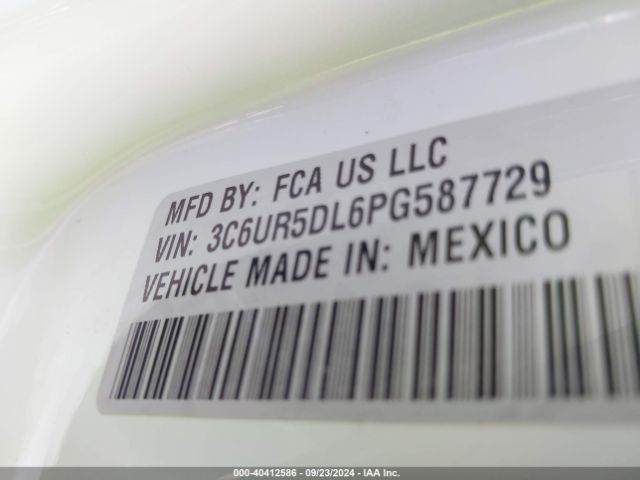 MFD BY: FCA US LLC
VIN: 3C6UR5DL6PG587729
VEHICLE MADE IN: MEXICO
000-40412586 - 09/23/2024 - IAA Inc.